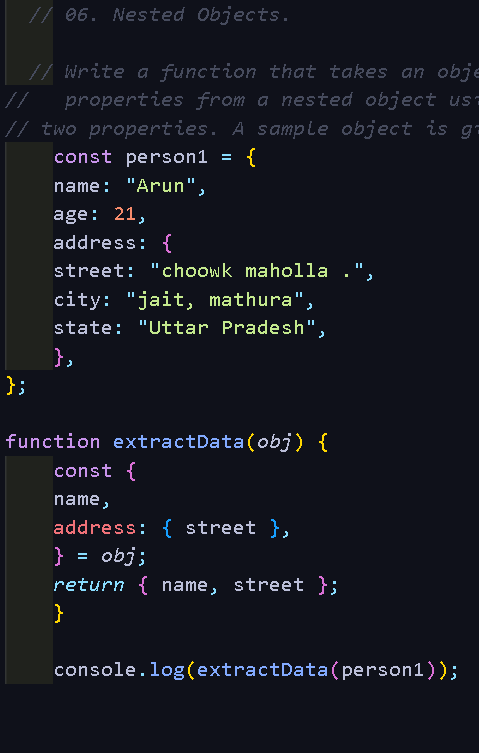 // 06. Nested Objects.
// Write a function that takes an obje
// properties from a nested object usi
// two properties. A sample object is gi
const person1 = {
name: "Arun",
age: 21,
address: {
street: "choowk maholla .",
city: "jait, mathura",
state: "Uttar Pradesh",
},
};
function extractData(obj) {
const {
name,
address: { street },
} = obj;
return { name, street };
}
console.log(extractData(person1));